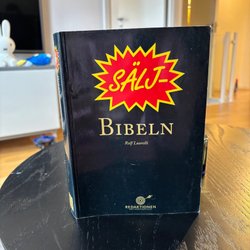 SÄLJ-
BIBELN
Rolf Laurelli
REDAKTIONEN